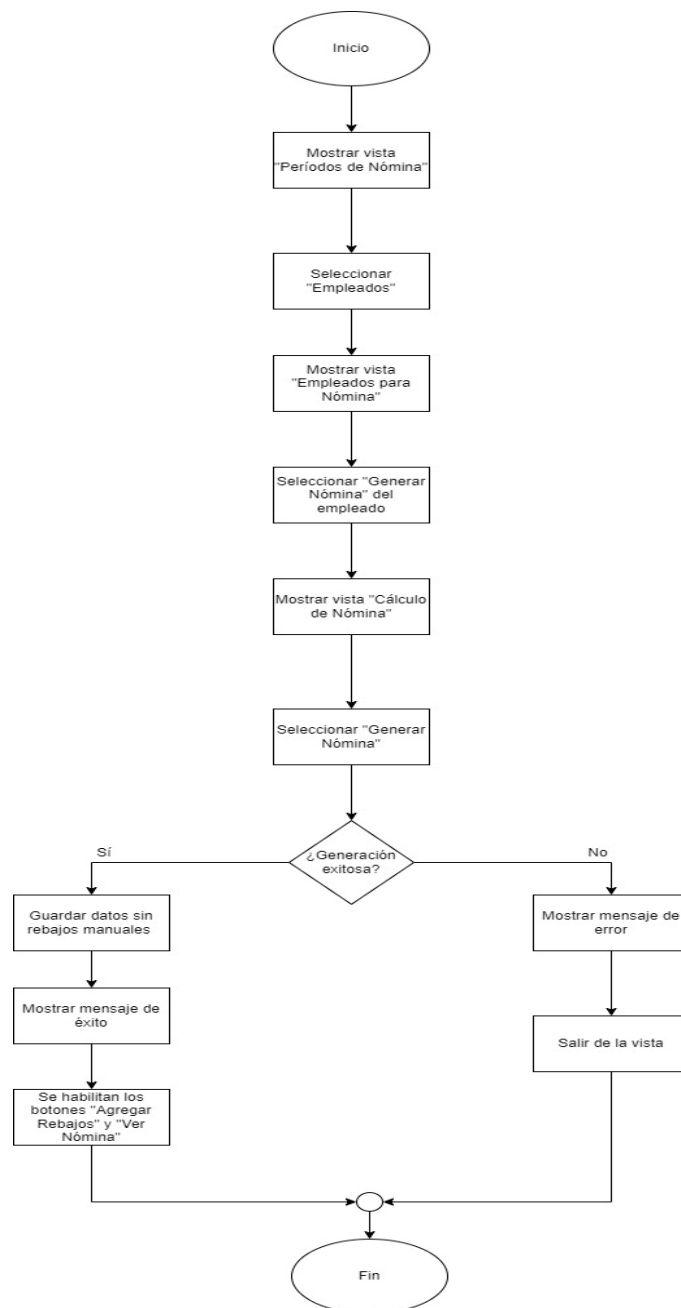 Inicio
Mostrar vista
"Períodos de Nómina"
Seleccionar
"Empleados"
Mostrar vista
"Empleados para
Nómina"
Seleccionar "Generar
Nómina" del
empleado
Mostrar vista "Cálculo
de Nómina"
Seleccionar "Generar
Nómina"
¿Generación
exitosa?
Sí
No
Guardar datos sin
rebajos manuales
Mostrar mensaje de
error
Mostrar mensaje de
éxito
Salir de la vista
Se habilitan los
botones "Agregar
Rebajos" y "Ver
Nómina"
Fin